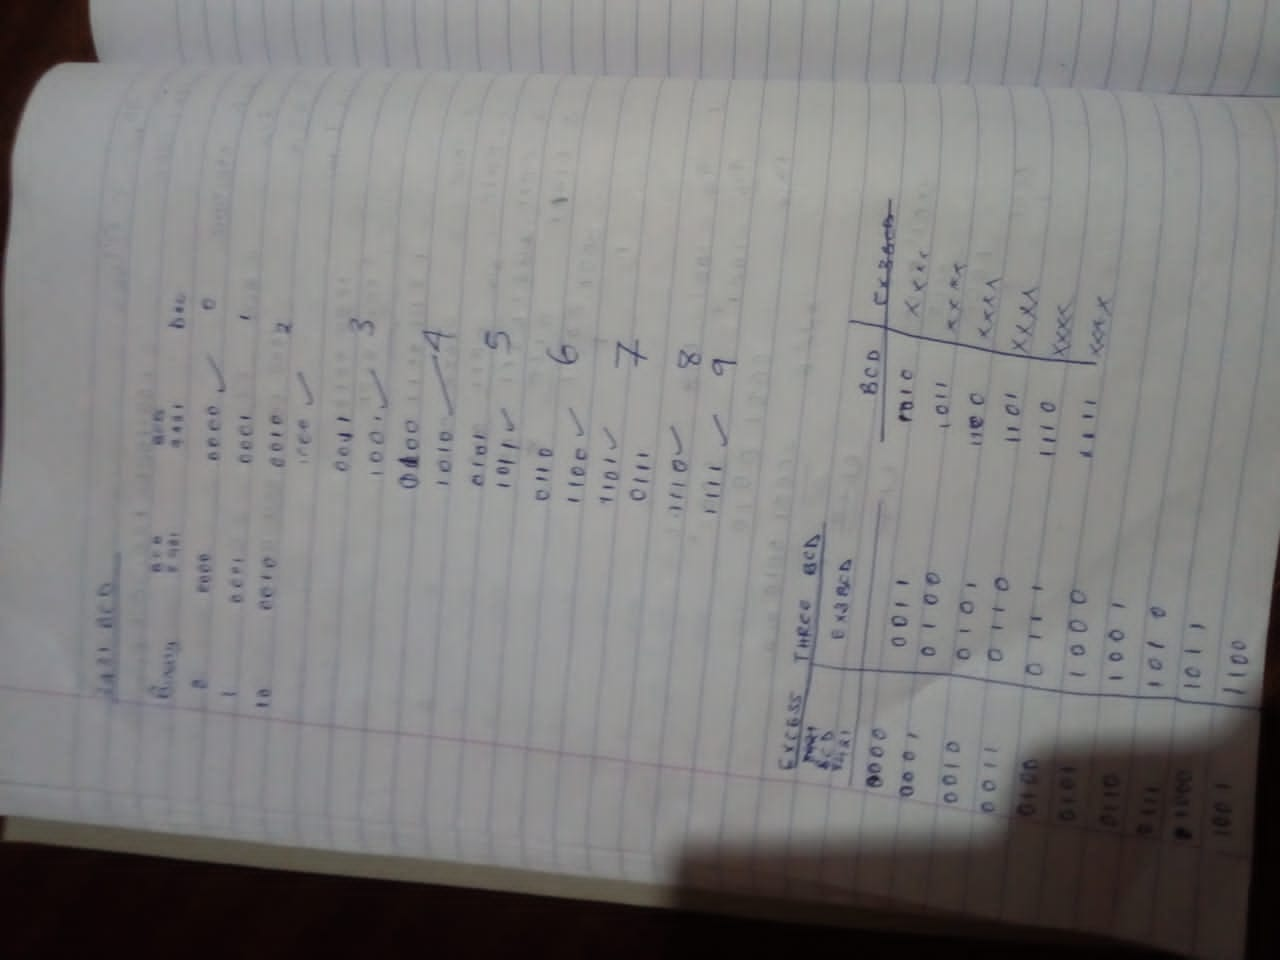 2421 BCD
Binary BCD BCD Dec
2421
0 0000 0000 ✓ 0
1 0001 0001 1
10 0010 0010 2
1000 ✓
0011
1001 ✓ 3
0100
1010 ✓ 4
0101
1011 ✓ 5
0110
1100 ✓ 6
1101 ✓
0111 7
1110 ✓ 8
1111 ✓ 9
EXCESS THREE BCD
BCD EX3BCD BCD EX3BCD
8421
0000 0011 1010 XXXX
0001 0100 1011 XXXX
0010 0101 1100 XXXX
0011 0110 1101 XXXX
0100 0111 1110 XXXX
0101 1000 1111 XXXX
0110 1001
0111 1010
1000 1011
1001 1100